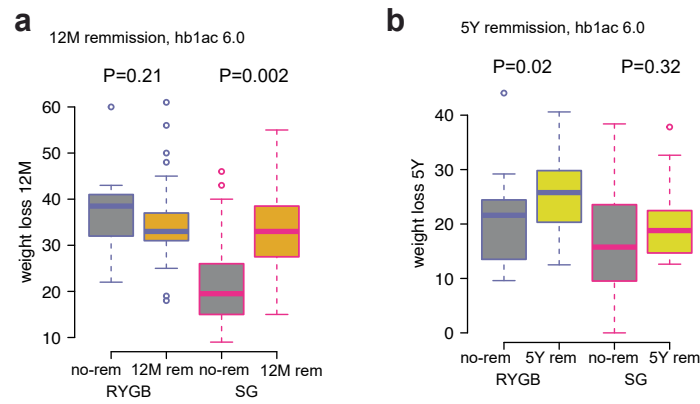 a
12M remmission, hb1ac 6.0
P=0.21 P=0.002
weight loss 12M
60
50
40
30
20
10
no-rem 12M rem no-rem 12M rem
RYGB SG
b
5Y remmission, hb1ac 6.0
P=0.02 P=0.32
weight loss 5Y
40
30
20
10
0
no-rem 5Y rem no-rem 5Y rem
RYGB SG